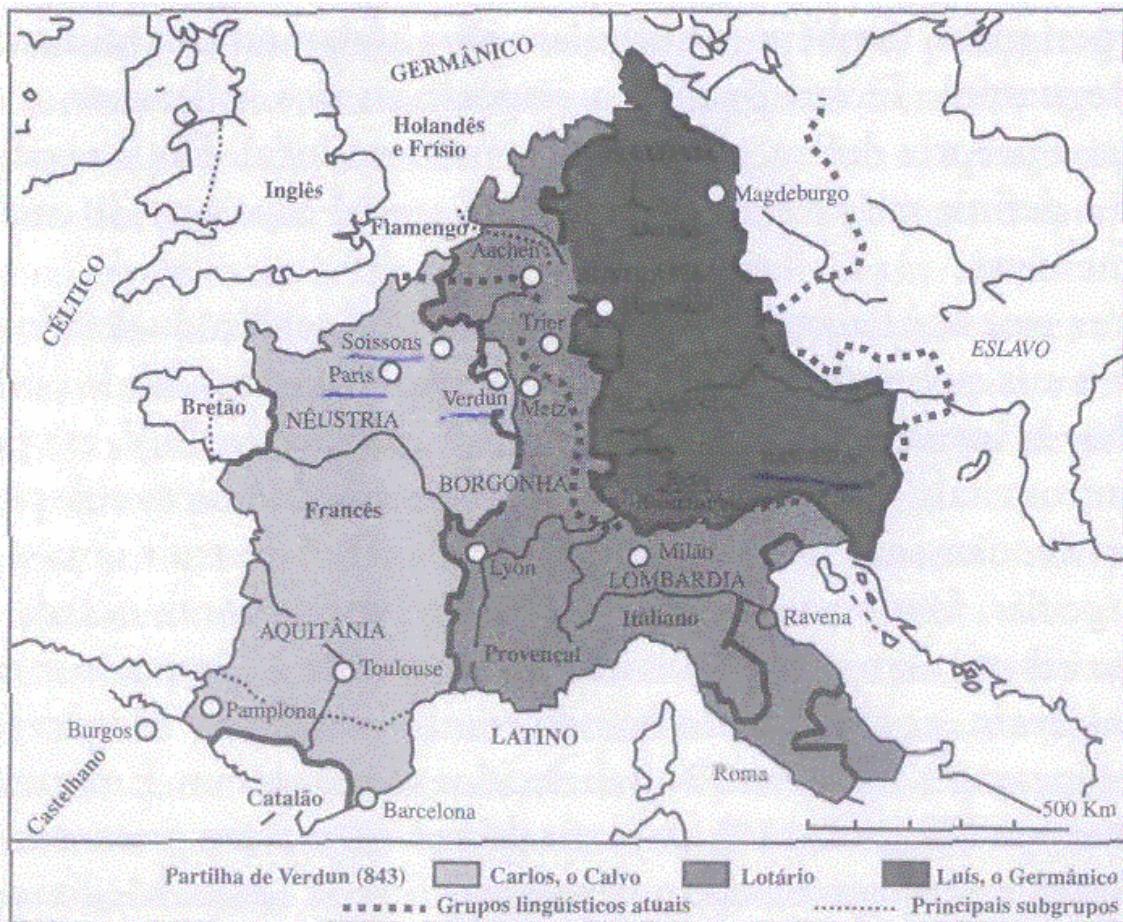 GERMÂNICO
Holandês
e Frísio
Magdeburgo
Inglês
Flamengo
Aachen
CÉLTICO
Trier
Soissons
ESLAVO
Paris
Verdun
Metz
Bretão
NÊUSTRIA
BORGONHA
Francês
Lyon
Milão
LOMBARDIA
Italiano
Ravena
AQUITÂNIA
Provençal
Toulouse
Pamplona
Burgos
LATINO
Roma
Castelhano
Catalão
Barcelona
500 Km
Partilha de Verdun (843) Carlos, o Calvo Lotário Luís, o Germânico
Grupos lingüísticos atuais Principais subgrupos